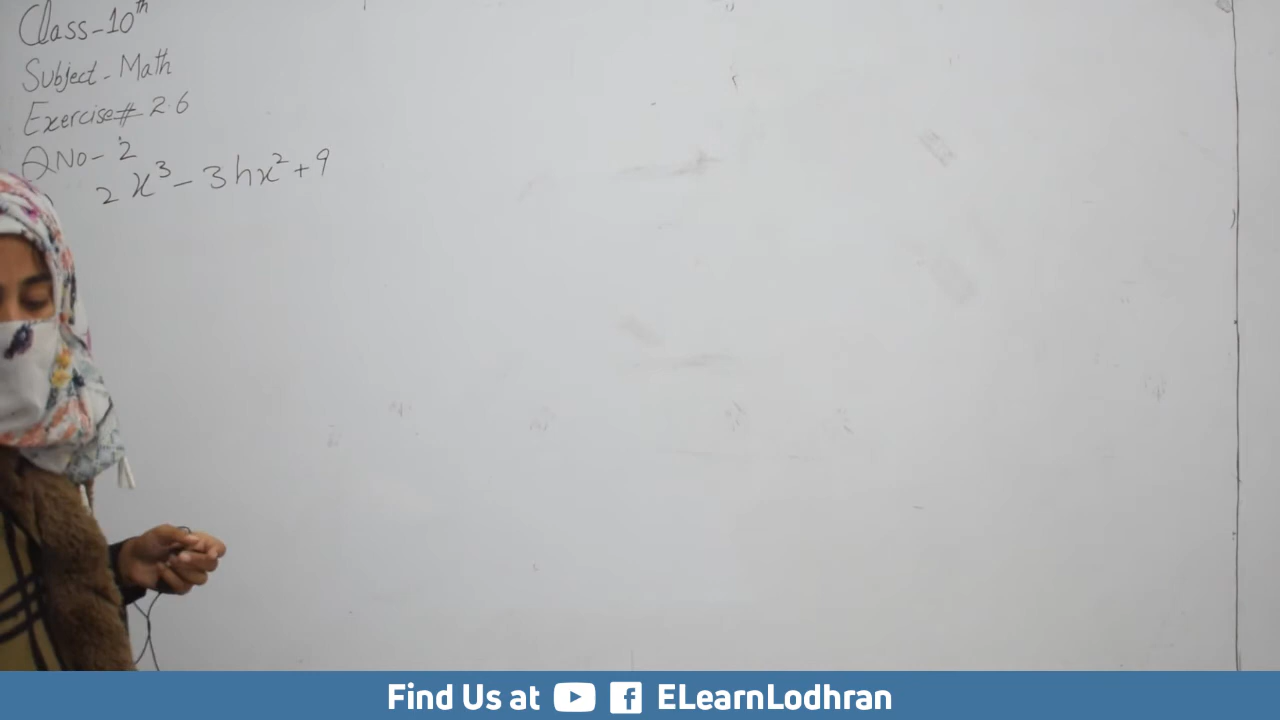 Class-10th
Subject-Math
Exercise# 2.6
Q No-2
2x³-3hx²+9
Find Us at ELearnLodhran